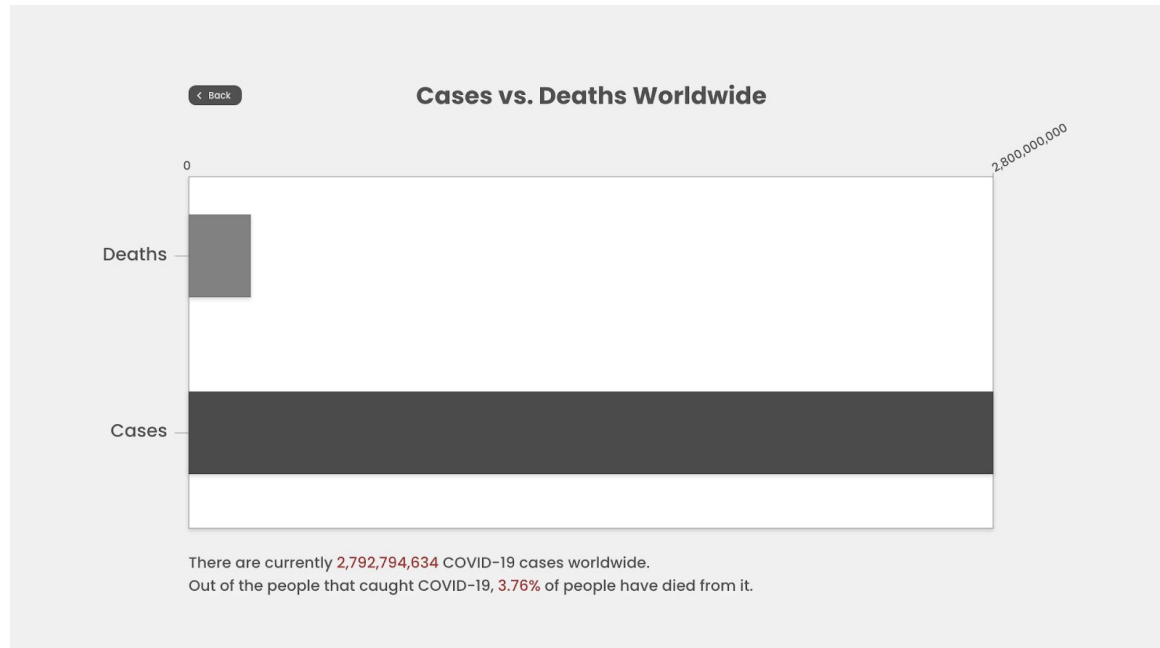 Back
Cases vs. Deaths Worldwide
0
2,800,000,000
Deaths
Cases
There are currently 2,792,794,634 COVID-19 cases worldwide.
Out of the people that caught COVID-19, 3.76% of people have died from it.